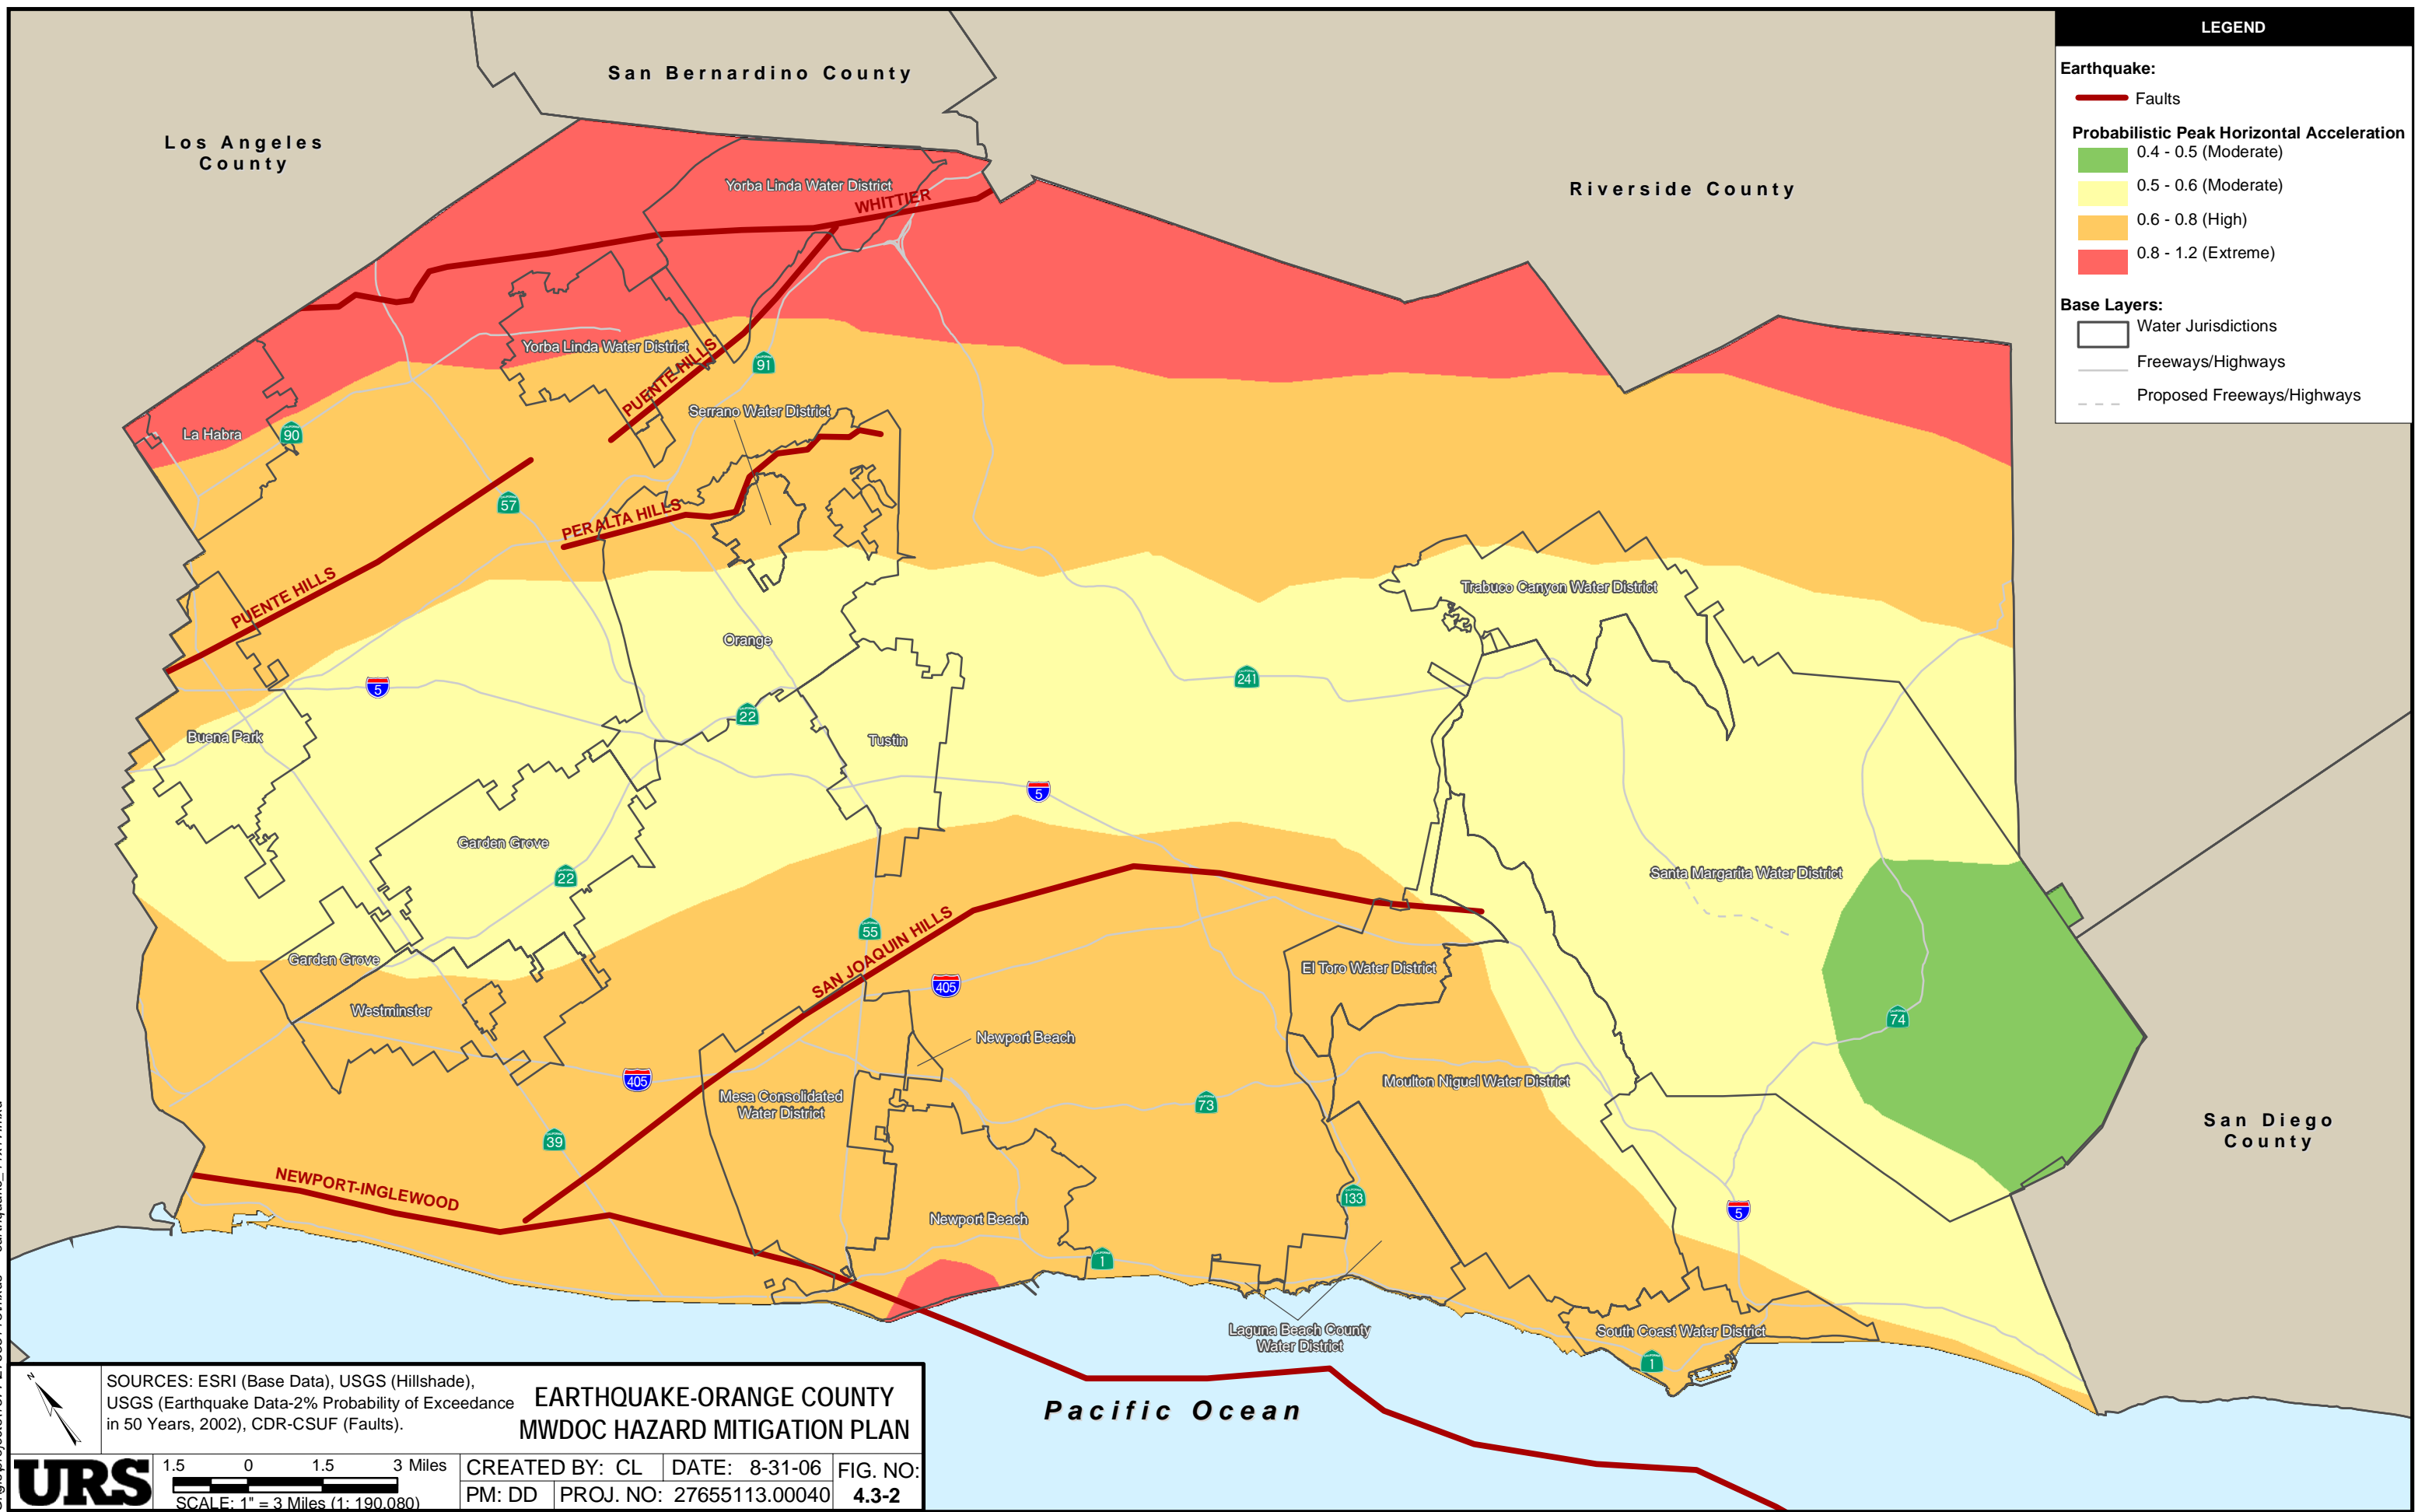 San Bernardino County
Los Angeles
County
Riverside County
San Diego
County
Pacific Ocean
LEGEND
Earthquake:
Faults
Probabilistic Peak Horizontal Acceleration
0.4 - 0.5 (Moderate)
0.5 - 0.6 (Moderate)
0.6 - 0.8 (High)
0.8 - 1.2 (Extreme)
Base Layers:
Water Jurisdictions
Freeways/Highways
Proposed Freeways/Highways
Yorba Linda Water District
WHITTIER
Yorba Linda Water District
PUENTE HILLS
91
Serrano Water District
La Habra
90
57
PERALTA HILLS
PUENTE HILLS
Trabuco Canyon Water District
Orange
5
241
22
Buena Park
Tustin
5
Garden Grove
22
Santa Margarita Water District
55
SAN JOAQUIN HILLS
Garden Grove
El Toro Water District
405
Westminster
74
Newport Beach
405
Mesa Consolidated
Water District
73
Moulton Niguel Water District
39
NEWPORT-INGLEWOOD
133
5
Newport Beach
1
Laguna Beach County
Water District
South Coast Water District
1
N
SOURCES: ESRI (Base Data), USGS (Hillshade),
USGS (Earthquake Data-2% Probability of Exceedance
in 50 Years, 2002), CDR-CSUF (Faults).
EARTHQUAKE-ORANGE COUNTY
MWDOC HAZARD MITIGATION PLAN
URS
1.5 0 1.5 3 Miles
SCALE: 1" = 3 Miles (1: 190,080)
CREATED BY: CL
DATE: 8-31-06
FIG. NO:
4.3-2
PM: DD
PROJ. NO: 27655113.00040